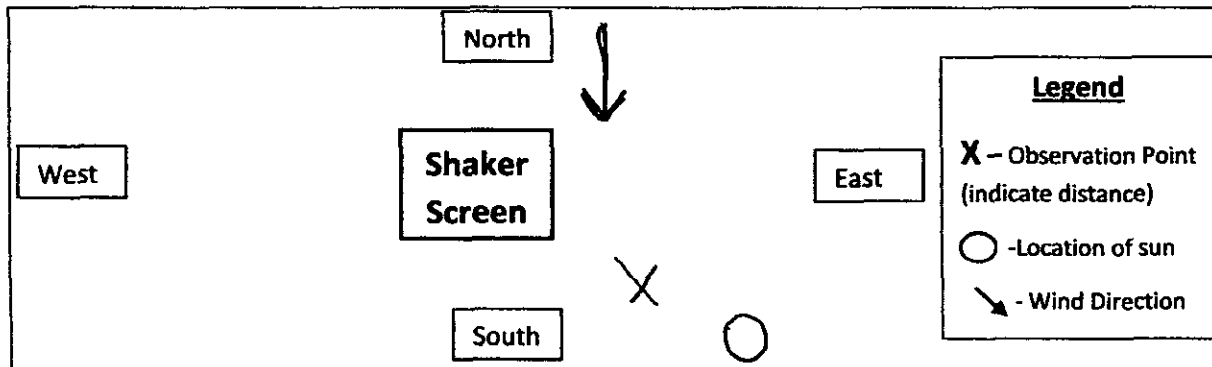 North
West
Shaker
Screen
East
South
Legend
X – Observation Point
(indicate distance)
-Location of sun
- Wind Direction
X